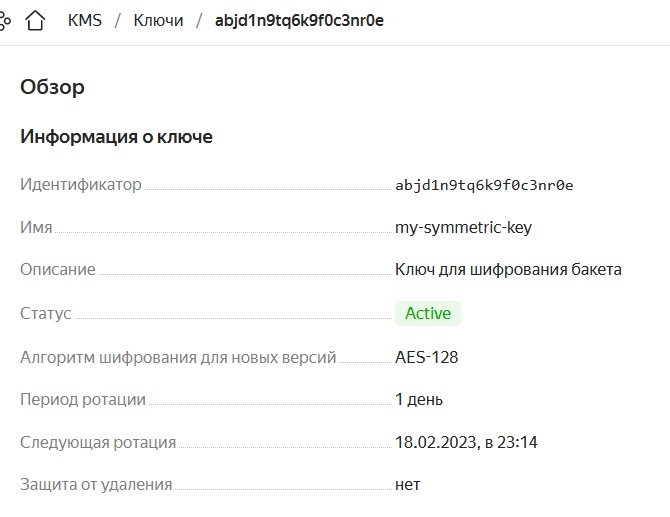 KMS / Ключи / abjd1n9tq6k9f0c3nr0e
Обзор
Информация о ключе
Идентификатор abjd1n9tq6k9f0c3nr0e
Имя my-symmetric-key
Описание Ключ для шифрования бакета
Статус Active
Алгоритм шифрования для новых версий AES-128
Период ротации 1 день
Следующая ротация 18.02.2023, в 23:14
Защита от удаления нет